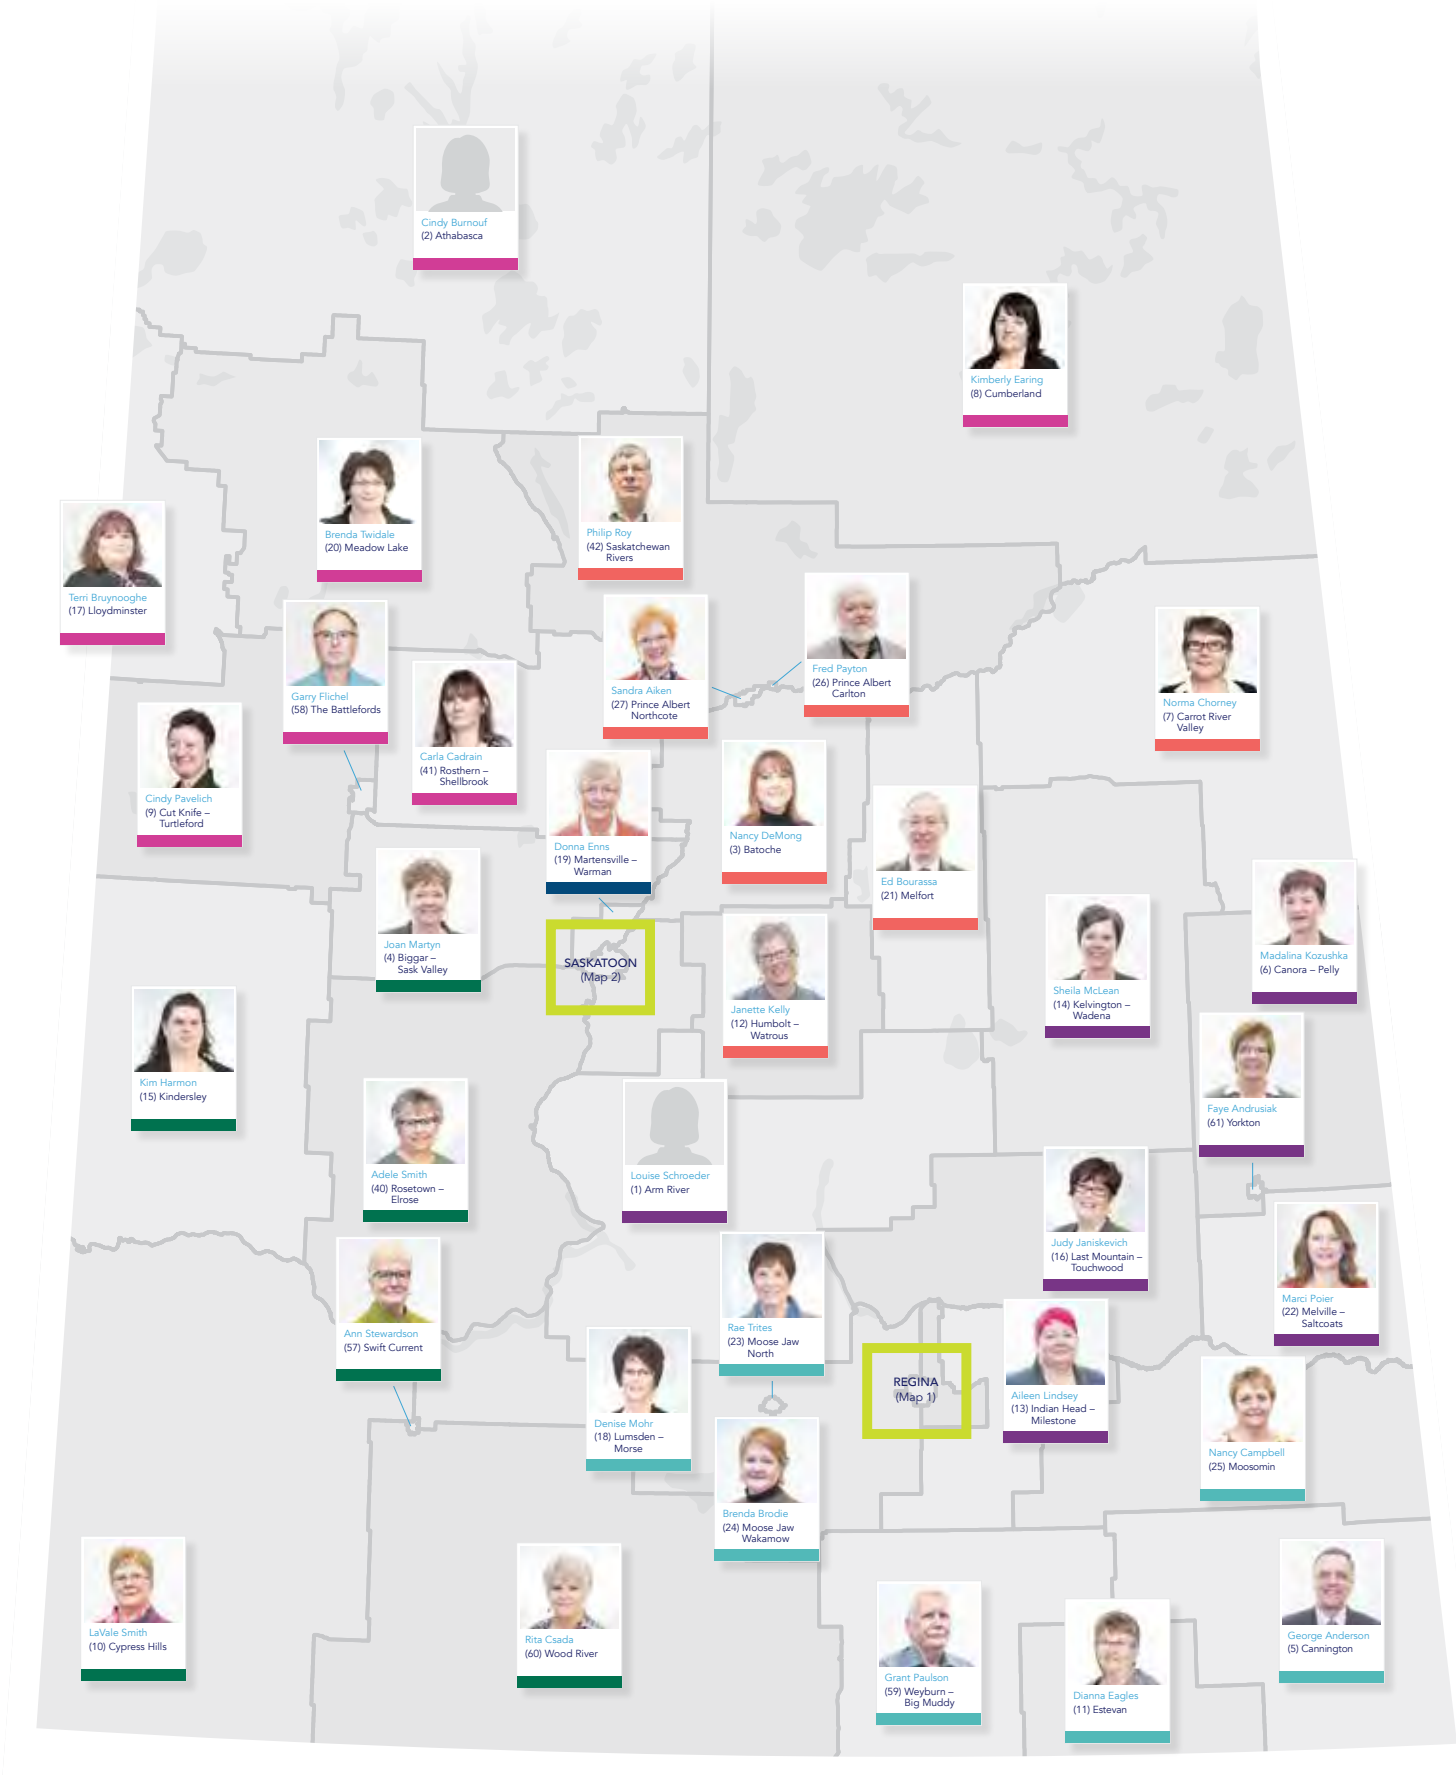 Cindy Burnouf
(2) Athabasca
Kimberly Earing
(8) Cumberland
Brenda Twidale
(20) Meadow Lake
Philip Roy
(42) Saskatchewan
Rivers
Terri Bruynooghe
(17) Lloydminster
Garry Flichel
(58) The Battlefords
Sandra Aiken
(27) Prince Albert
Northcote
Fred Payton
(26) Prince Albert
Carlton
Norma Chorney
(7) Carrot River
Valley
Carla Cadrain
(41) Rosthern –
Shellbrook
Cindy Pavelich
(9) Cut Knife –
Turtleford
Donna Enns
(19) Martensville –
Warman
Nancy DeMong
(3) Batoche
Ed Bourassa
(21) Melfort
Joan Martyn
(4) Biggar –
Sask Valley
SASKATOON
(Map 2)
Madalina Kozushka
(6) Canora – Pelly
Sheila McLean
(14) Kelvington –
Wadena
Janette Kelly
(12) Humbolt –
Watrous
Kim Harmon
(15) Kindersley
Faye Andrusiak
(61) Yorkton
Adele Smith
(40) Rosetown –
Elrose
Louise Schroeder
(1) Arm River
Judy Janiskevich
(16) Last Mountain –
Touchwood
Marci Poier
(22) Melville –
Saltcoats
Ann Stewardson
(57) Swift Current
Rae Trites
(23) Moose Jaw
North
REGINA
(Map 1)
Aileen Lindsey
(13) Indian Head –
Milestone
Denise Mohr
(18) Lumsden –
Morse
Nancy Campbell
(25) Moosomin
Brenda Brodie
(24) Moose Jaw
Wakamow
LaVale Smith
(10) Cypress Hills
Rita Csada
(60) Wood River
George Anderson
(5) Cannington
Grant Paulson
(59) Weyburn –
Big Muddy
Dianna Eagles
(11) Estevan